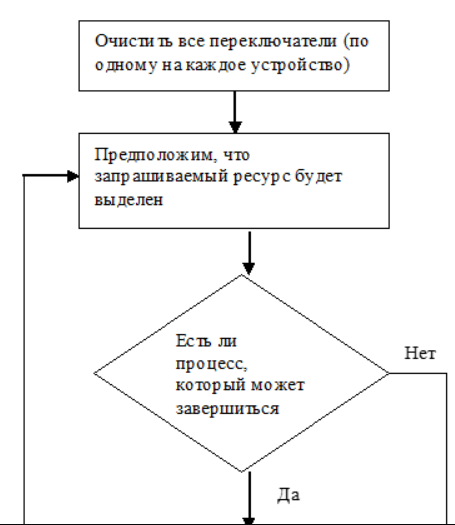 Очистить все переключатели (по
одному на каждое устройство)
Предположим, что
запрашиваемый ресурс будет
выделен
Есть ли
процесс,
который может
завершиться
Нет
Да